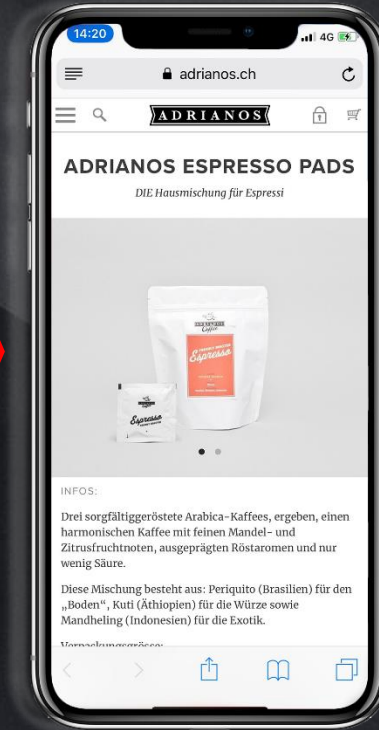 14:20
4G
adrianos.ch
ADRIANOS
ADRIANOS ESPRESSO PADS
DIE Hausmischung für Espressi
Coffee
Espresso
Espresso
INFOS:
Drei sorgfältiggeröstete Arabica-Kaffees, ergeben, einen
harmonischen Kaffee mit feinen Mandel- und
Zitrusfruchtnoten, ausgeprägten Röstaromen und nur
wenig Säure.
Diese Mischung besteht aus: Periquito (Brasilien) für den
„Boden“, Kuti (Äthiopien) für die Würze sowie
Mandheling (Indonesien) für die Exotik.
Verpackungsgrösse: